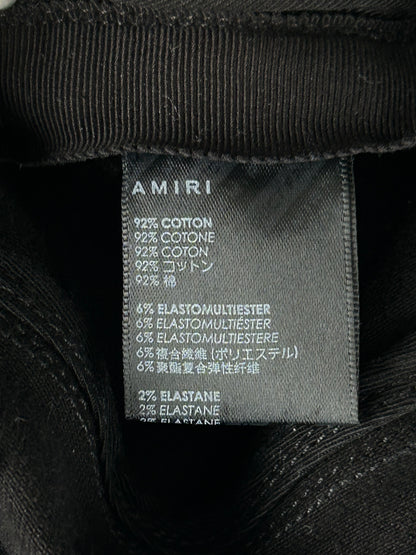 AMIRI
92% COTTON
92% COTONE
92% COTON
92% コットン
92% 棉
6% ELASTOMULTIESTER
6% ELASTOMULTIÉSTER
6% ELASTOMULTIESTERE
6% 複合繊維 (ポリエステル)
6% 聚酯复合弹性纤维
2% ELASTANE
2% ELASTANE
2% ELASTANE